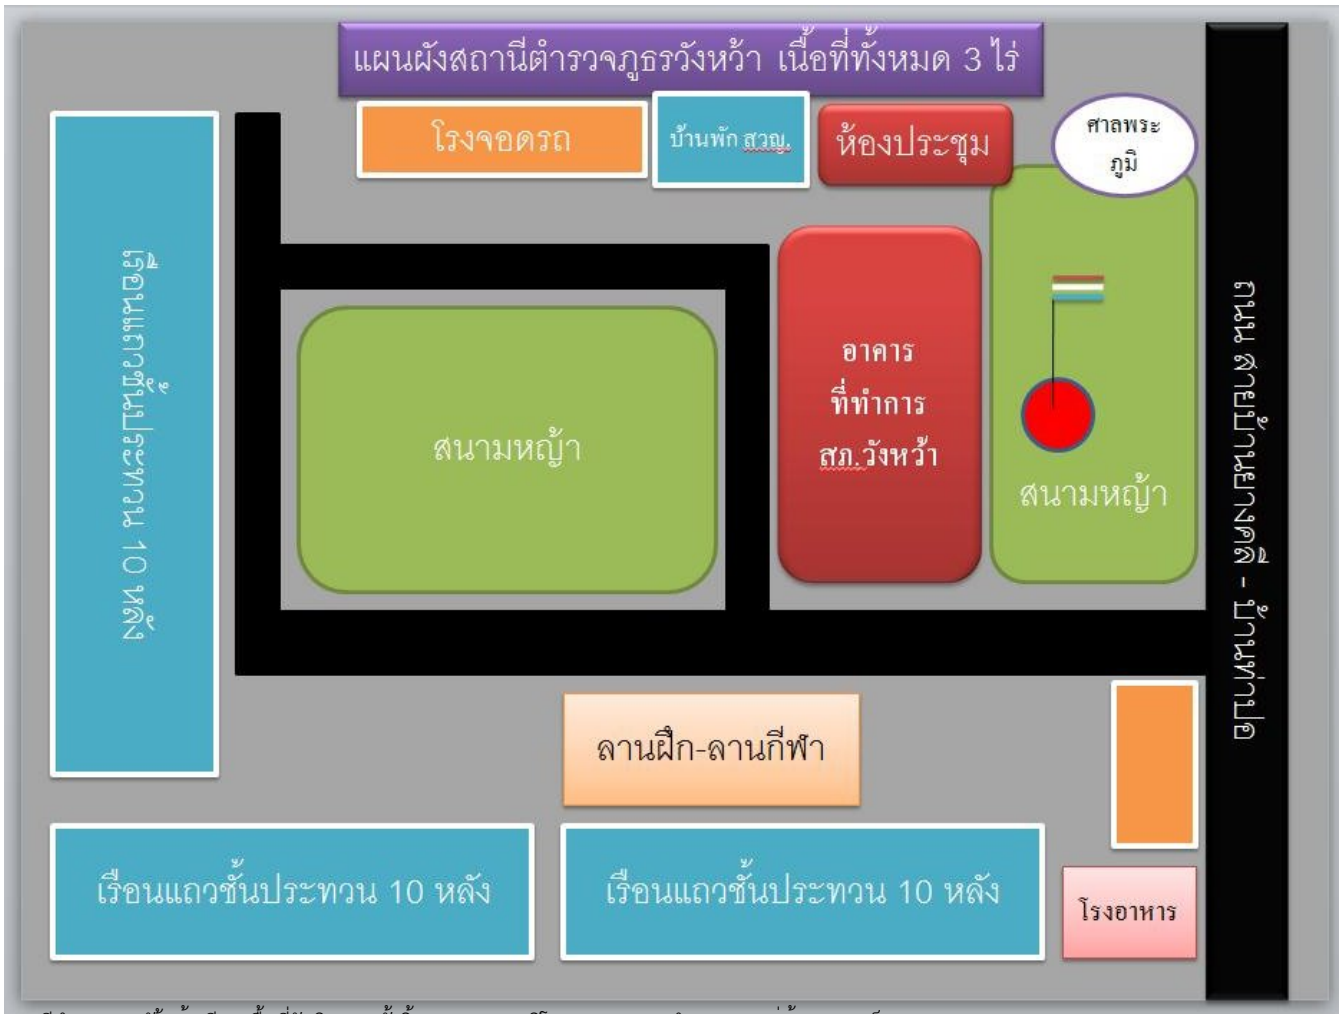 แผนผังสถานีตำรวจภูธรวังหว้า เนื้อที่ทั้งหมด 3 ไร่
โรงจอดรถ
บ้านพัก สวญ.
ห้องประชุม
ศาลพระ
ภูมิ
เรือนแถวชั้นประทวน 10 หลัง
สนามหญ้า
อาคาร
ที่ทำการ
สภ.วังหว้า
สนามหญ้า
ถนน สายบ้านยางคลี - บ้านท่าบ่อ
ลานฝึก-ลานกีฬา
เรือนแถวชั้นประทวน 10 หลัง
เรือนแถวชั้นประทวน 10 หลัง
โรงอาหาร